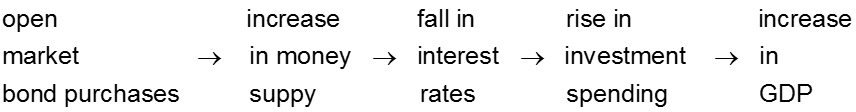 open increase fall in rise in increase
market → in money → interest → investment → in
bond purchases suppy rates spending GDP